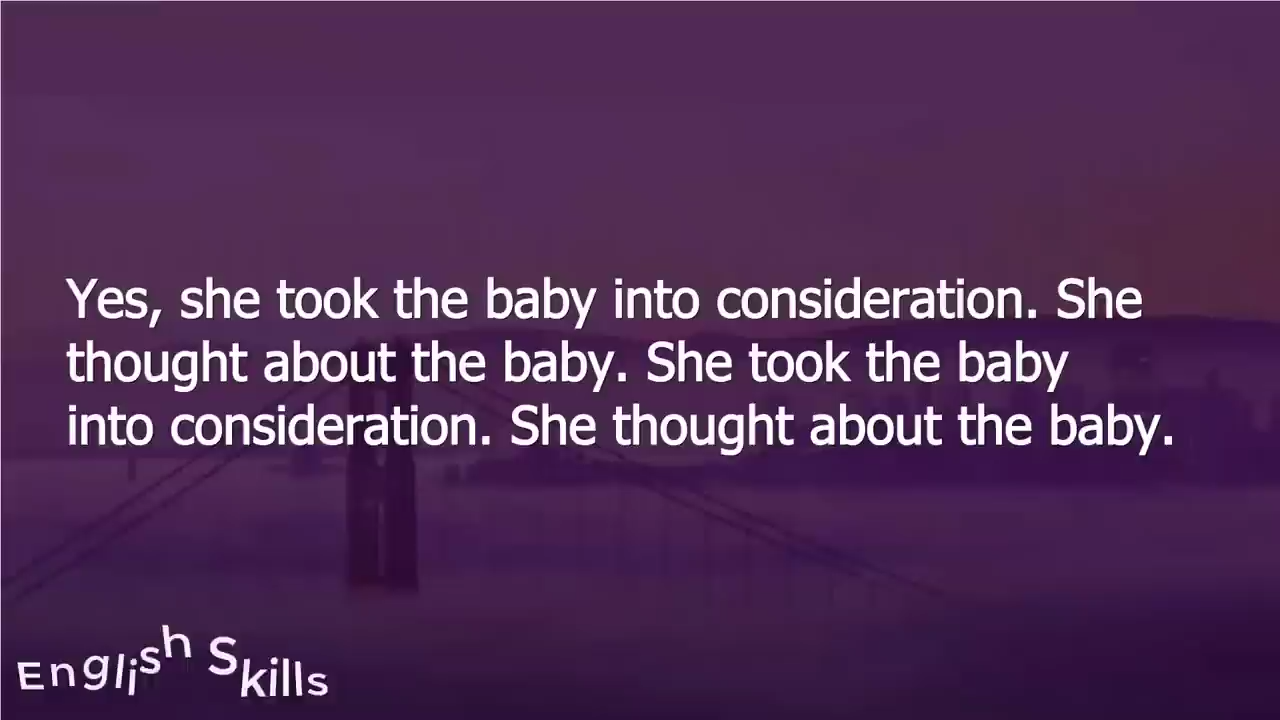 Yes, she took the baby into consideration. She
thought about the baby. She took the baby
into consideration. She thought about the baby.
English Skills